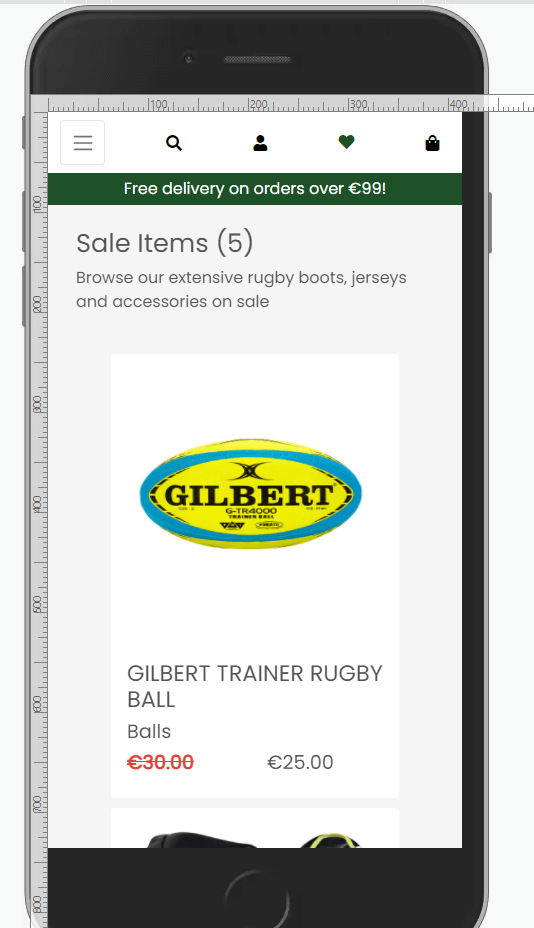 100
200
300
400
Free delivery on orders over €99!
100
Sale Items (5)
Browse our extensive rugby boots, jerseys
and accessories on sale
200
300
400
GILBERT
G-TR4000
TRAINER BALL
500
600
GILBERT TRAINER RUGBY
BALL
Balls
€30.00 €25.00
700
800